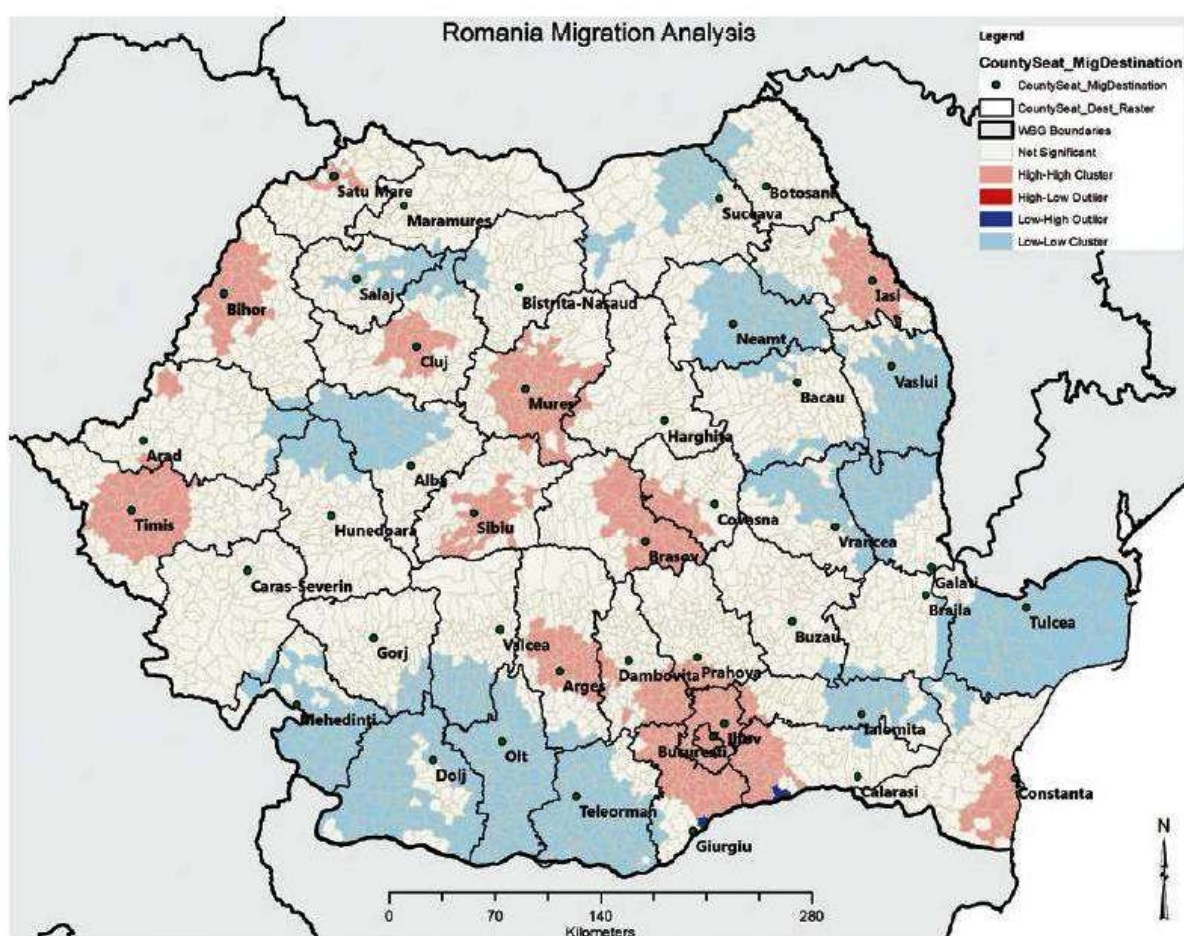 Romania Migration Analysis
Legend
CountySeat_MigDestination
CountySeat_MigDestination
CountySeat_Dest_Raster
WBG Boundaries
Not Significant
High-High Cluster
High-Low Outlier
Low-High Outlier
Low-Low Cluster
Satu Mare
Maramures
Botosani
Suceava
Bihor
Salaj
Bistrita-Nasaud
Iasi
Cluj
Neamt
Mures
Vaslui
Bacau
Arad
Harghita
Alba
Timis
Hunedoara
Sibiu
Covasna
Brasov
Vrancea
Caras-Severin
Galati
Braila
Tulcea
Gorj
Valcea
Buzau
Arges
Dambovita
Prahova
Mehedinti
Ialomita
Ilfov
Bucuresti
Olt
Dolj
Teleorman
Calarasi
Constanta
Giurgiu
N
0 70 140 280
Kilometers